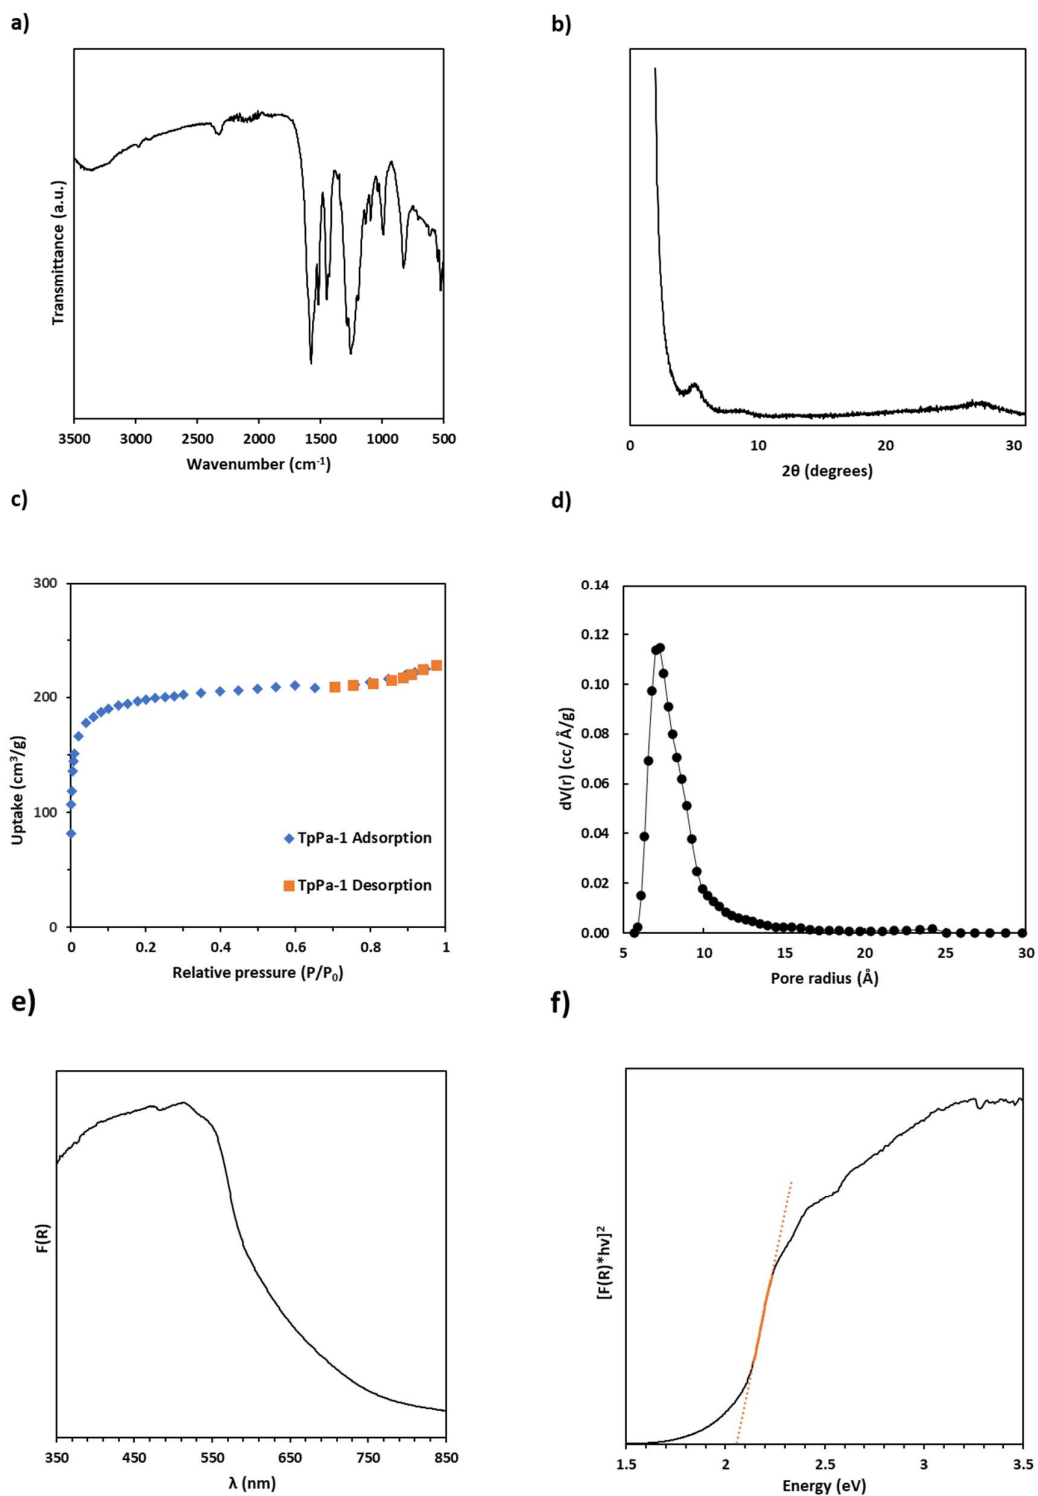 a)
Transmittance (a.u.)
3500 3000 2500 2000 1500 1000 500
Wavenumber (cm⁻¹)
b)
0 10 20 30
2θ (degrees)
c)
300
200
100
0
Uptake (cm³/g)
TpPa-1 Adsorption
TpPa-1 Desorption
0 0.2 0.4 0.6 0.8 1
Relative pressure (P/P₀)
d)
0.14
0.12
0.10
0.08
0.06
0.04
0.02
0.00
dV(r) (cc/Å/g)
5 10 15 20 25 30
Pore radius (Å)
e)
F(R)
350 450 550 650 750 850
λ (nm)
f)
[F(R)*hν]²
1.5 2 2.5 3 3.5
Energy (eV)